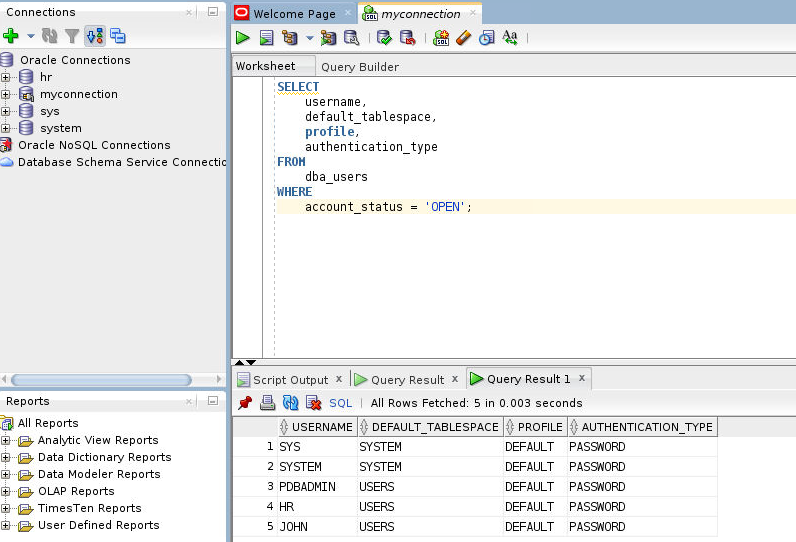 Connections
Oracle Connections
hr
myconnection
sys
system
Oracle NoSQL Connections
Database Schema Service Connectio
Reports
All Reports
Analytic View Reports
Data Dictionary Reports
Data Modeler Reports
OLAP Reports
TimesTen Reports
User Defined Reports
Welcome Page myconnection
SQL SQL Aa
Worksheet Query Builder
SELECT
username,
default_tablespace,
profile,
authentication_type
FROM
dba_users
WHERE
account_status = 'OPEN';
Script Output Query Result Query Result 1
SQL All Rows Fetched: 5 in 0.003 seconds
USERNAME DEFAULT_TABLESPACE PROFILE AUTHENTICATION_TYPE
1 SYS SYSTEM DEFAULT PASSWORD
2 SYSTEM SYSTEM DEFAULT PASSWORD
3 PDBADMIN USERS DEFAULT PASSWORD
4 HR USERS DEFAULT PASSWORD
5 JOHN USERS DEFAULT PASSWORD